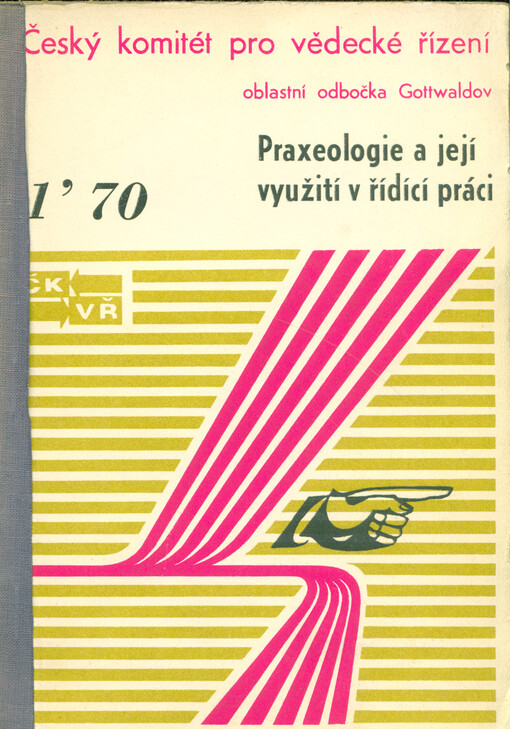 Český komitét pro vědecké řízení
oblastní odbočka Gottwaldov
Praxeologie a její
využití v řídící práci
1’ 70
ČK
VŘ